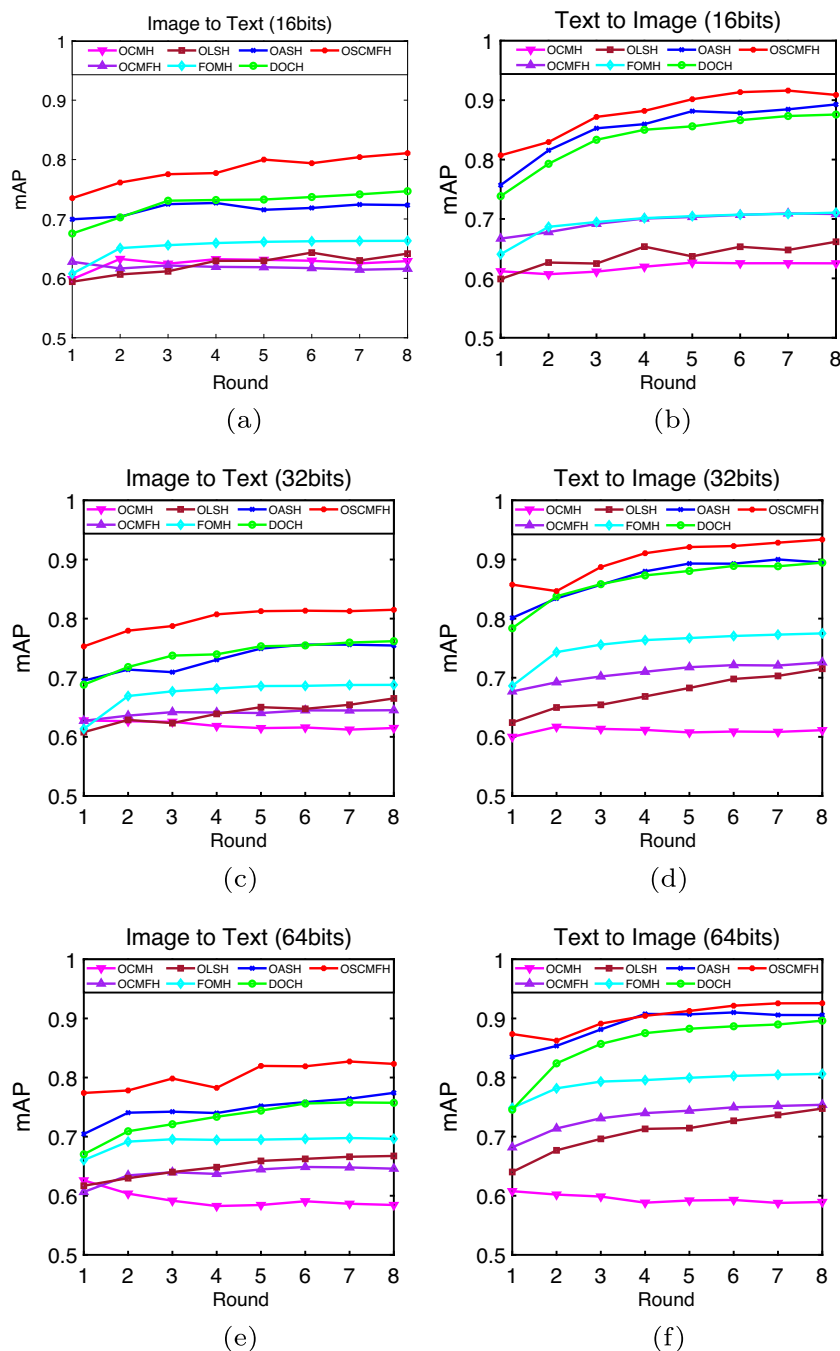 Image to Text (16bits)
1
OCMH OLSH OASH OSCMFH
OCMFH FOMH DOCH
0.9
0.8
mAP
0.7
0.6
0.5
1 2 3 4 5 6 7 8
Round
(a)
Text to Image (16bits)
1
OCMH OLSH OASH OSCMFH
OCMFH FOMH DOCH
0.9
0.8
mAP
0.7
0.6
0.5
1 2 3 4 5 6 7 8
Round
(b)
Image to Text (32bits)
1
OCMH OLSH OASH OSCMFH
OCMFH FOMH DOCH
0.9
0.8
mAP
0.7
0.6
0.5
1 2 3 4 5 6 7 8
Round
(c)
Text to Image (32bits)
1
OCMH OLSH OASH OSCMFH
OCMFH FOMH DOCH
0.9
0.8
mAP
0.7
0.6
0.5
1 2 3 4 5 6 7 8
Round
(d)
Image to Text (64bits)
1
OCMH OLSH OASH OSCMFH
OCMFH FOMH DOCH
0.9
0.8
mAP
0.7
0.6
0.5
1 2 3 4 5 6 7 8
Round
(e)
Text to Image (64bits)
1
OCMH OLSH OASH OSCMFH
OCMFH FOMH DOCH
0.9
0.8
mAP
0.7
0.6
0.5
1 2 3 4 5 6 7 8
Round
(f)